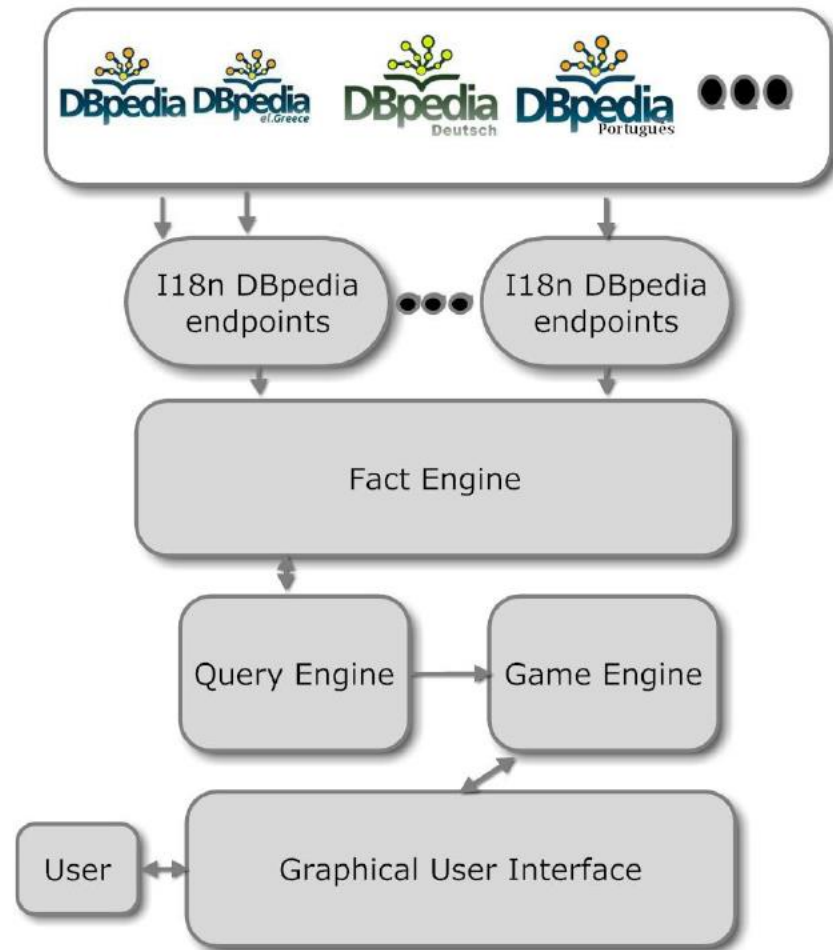 DBpedia
DBpedia
el.Greece
DBpedia
Deutsch
DBpedia
Portugues
I18n DBpedia
endpoints
I18n DBpedia
endpoints
Fact Engine
Query Engine
Game Engine
User
Graphical User Interface